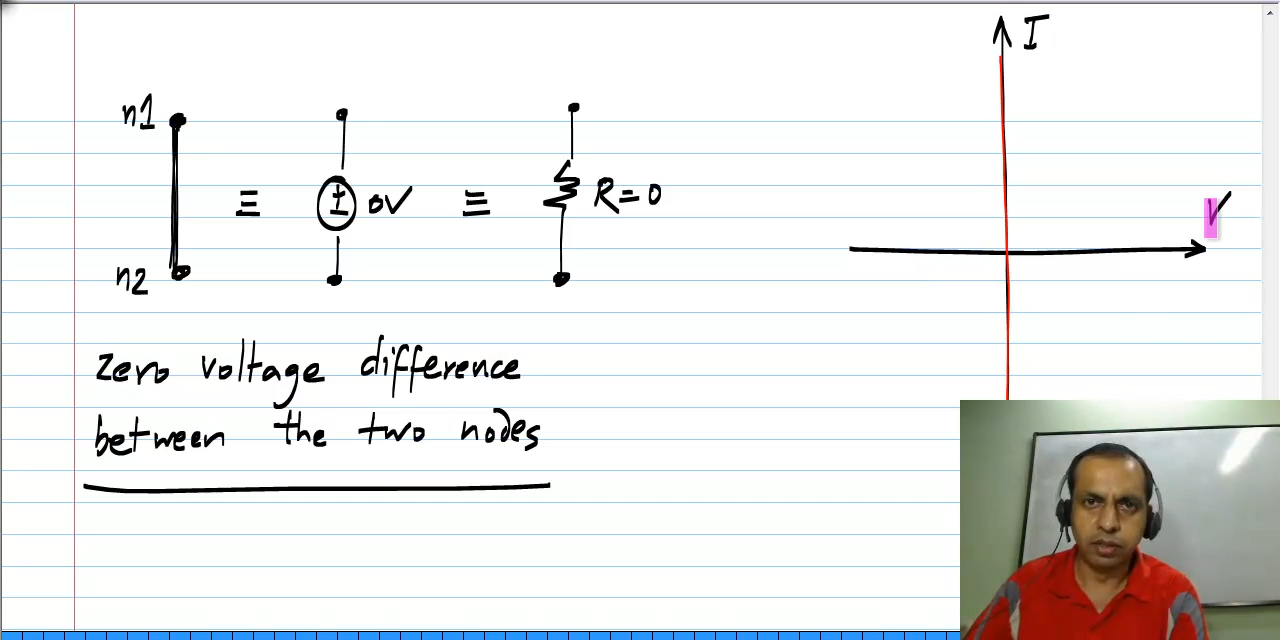 I
n1
± 0V
R=0
≡ ≡
V
n2
zero voltage difference
between the two nodes